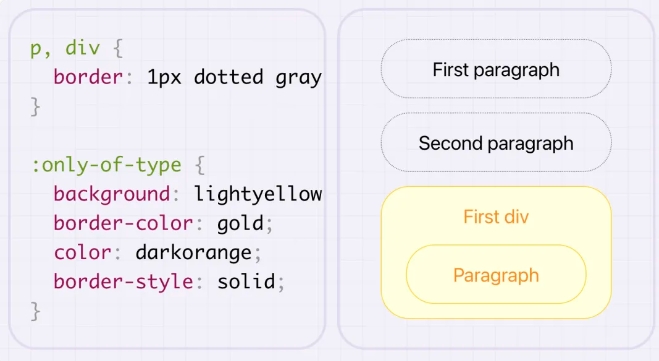 p, div {
border: 1px dotted gray
}
:only-of-type {
background: lightyellow
border-color: gold;
color: darkorange;
border-style: solid;
}
First paragraph
Second paragraph
First div
Paragraph